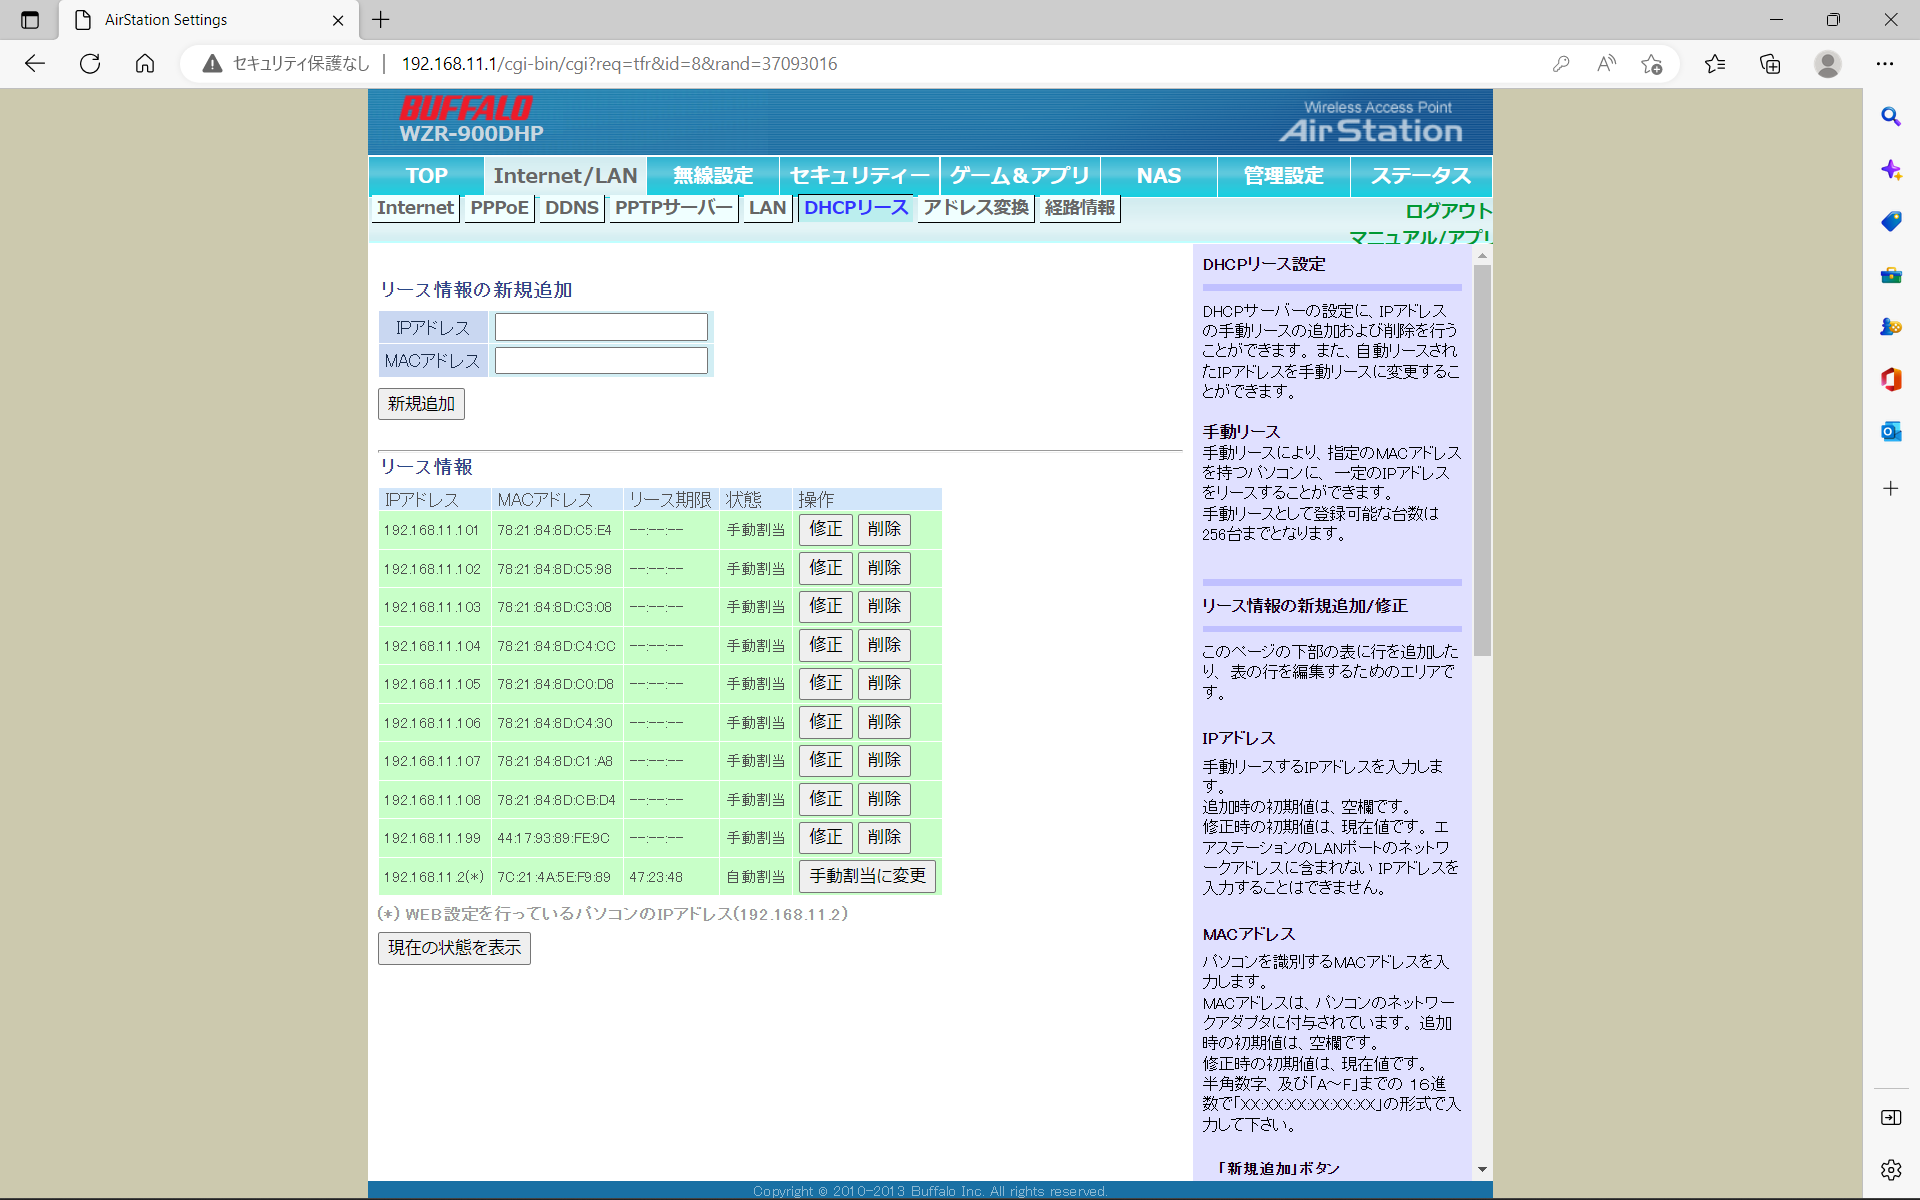 AirStation Settings
セキュリティ保護なし
192.168.11.1/cgi-bin/cgi?req=tfr&id=8&rand=37093016
BUFFALO
WZR-900DHP
Wireless Access Point
AirStation
TOP Internet/LAN 無線設定 セキュリティー ゲーム&アプリ NAS 管理設定 ステータス
Internet PPPoE DDNS PPTPサーバー LAN DHCPリース アドレス変換 経路情報
ログアウト
マニュアル/アプリ
リース情報の新規追加
IPアドレス
MACアドレス
新規追加
リース情報
IPアドレス MACアドレス リース期限 状態 操作
192.168.11.101 78:21:84:8D:C5:E4 --:--:-- 手動割当 修正 削除
192.168.11.102 78:21:84:8D:C5:98 --:--:-- 手動割当 修正 削除
192.168.11.103 78:21:84:8D:C3:08 --:--:-- 手動割当 修正 削除
192.168.11.104 78:21:84:8D:C4:CC --:--:-- 手動割当 修正 削除
192.168.11.105 78:21:84:8D:C0:D8 --:--:-- 手動割当 修正 削除
192.168.11.106 78:21:84:8D:C4:30 --:--:-- 手動割当 修正 削除
192.168.11.107 78:21:84:8D:C1:A8 --:--:-- 手動割当 修正 削除
192.168.11.108 78:21:84:8D:CB:D4 --:--:-- 手動割当 修正 削除
192.168.11.199 44:17:93:89:FE:9C --:--:-- 手動割当 修正 削除
192.168.11.2(*) 7C:21:4A:5E:F9:89 47:23:48 自動割当 手動割当に変更
(*) WEB設定を行っているパソコンのIPアドレス(192.168.11.2)
現在の状態を表示
DHCPリース設定
DHCPサーバーの設定に、IPアドレス
の手動リースの追加および削除を行う
ことができます。また、自動リースされ
たIPアドレスを手動リースに変更するこ
とができます。
手動リース
手動リースにより、指定のMACアドレス
を持つパソコンに、一定のIPアドレス
をリースすることができます。
手動リースとして登録可能な台数は
256台までとなります。
リース情報の新規追加/修正
このページの下部の表に行を追加した
り、表の行を編集するためのエリアで
す。
IPアドレス
手動リースするIPアドレスを入力しま
す。
追加時の初期値は、空欄です。
修正時の初期値は、現在値です。エ
アステーションのLANポートのネットワ
ークアドレスに含まれない IPアドレスを
入力することはできません。
MACアドレス
パソコンを識別するMACアドレスを入
力します。
MACアドレスは、パソコンのネットワー
クアダプタに付与されています。追加
時の初期値は、空欄です。
修正時の初期値は、現在値です。
半角数字、及び「A～F」までの 16進
数で「XX:XX:XX:XX:XX:XX」の形式で入
力して下さい。
「新規追加」ボタン
Copyright © 2010-2013 Buffalo Inc. All rights reserved.